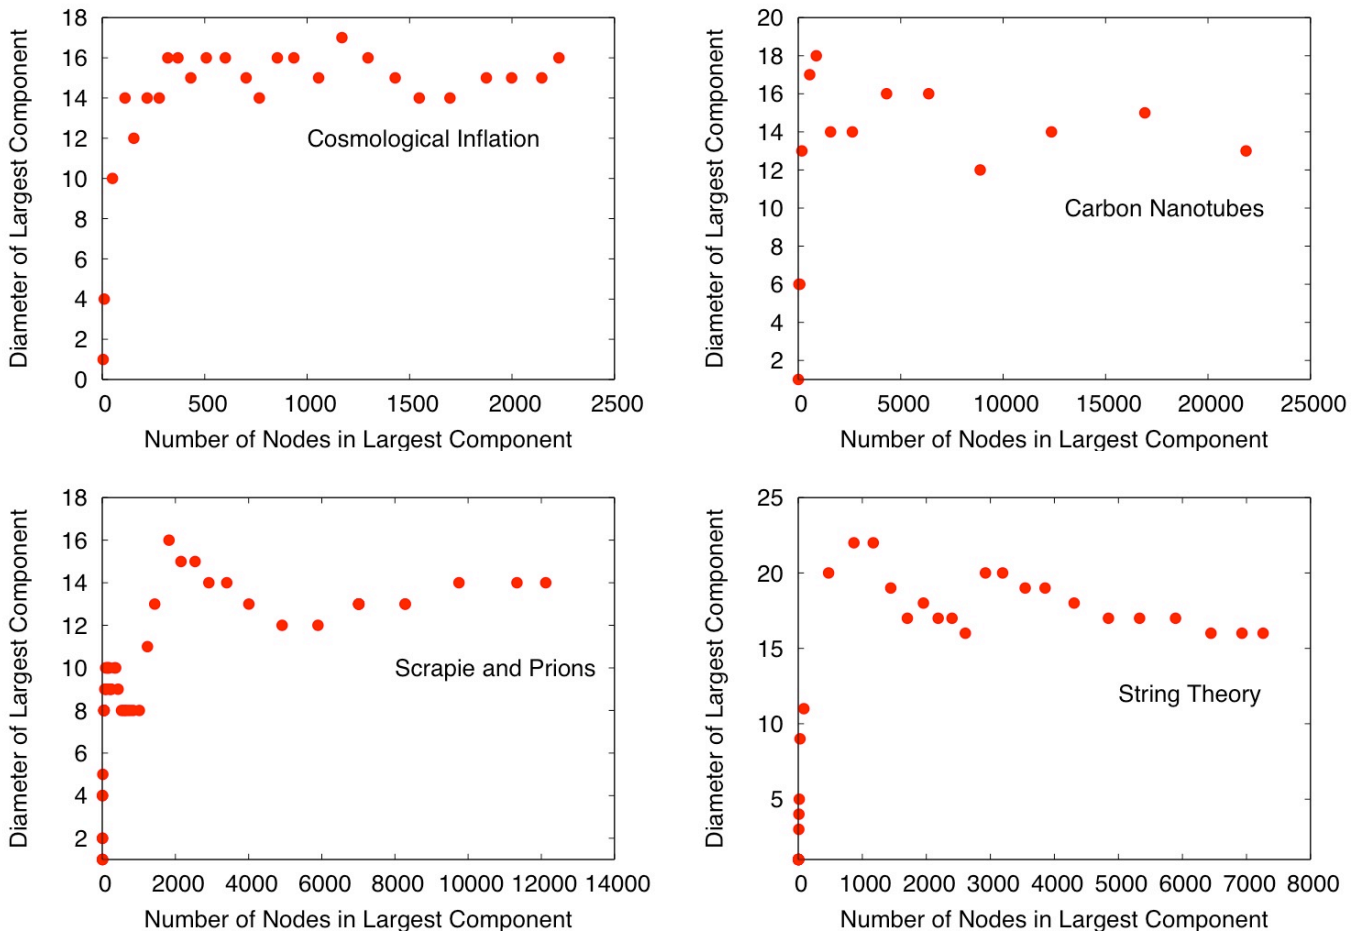 18
16
14
12
10
8
6
4
2
0
0 500 1000 1500 2000 2500
Diameter of Largest Component
Number of Nodes in Largest Component
Cosmological Inflation
20
18
16
14
12
10
8
6
4
2
0 5000 10000 15000 20000 25000
Diameter of Largest Component
Number of Nodes in Largest Component
Carbon Nanotubes
18
16
14
12
10
8
6
4
2
0 2000 4000 6000 8000 10000 12000 14000
Diameter of Largest Component
Number of Nodes in Largest Component
Scrapie and Prions
25
20
15
10
5
0 1000 2000 3000 4000 5000 6000 7000 8000
Diameter of Largest Component
Number of Nodes in Largest Component
String Theory